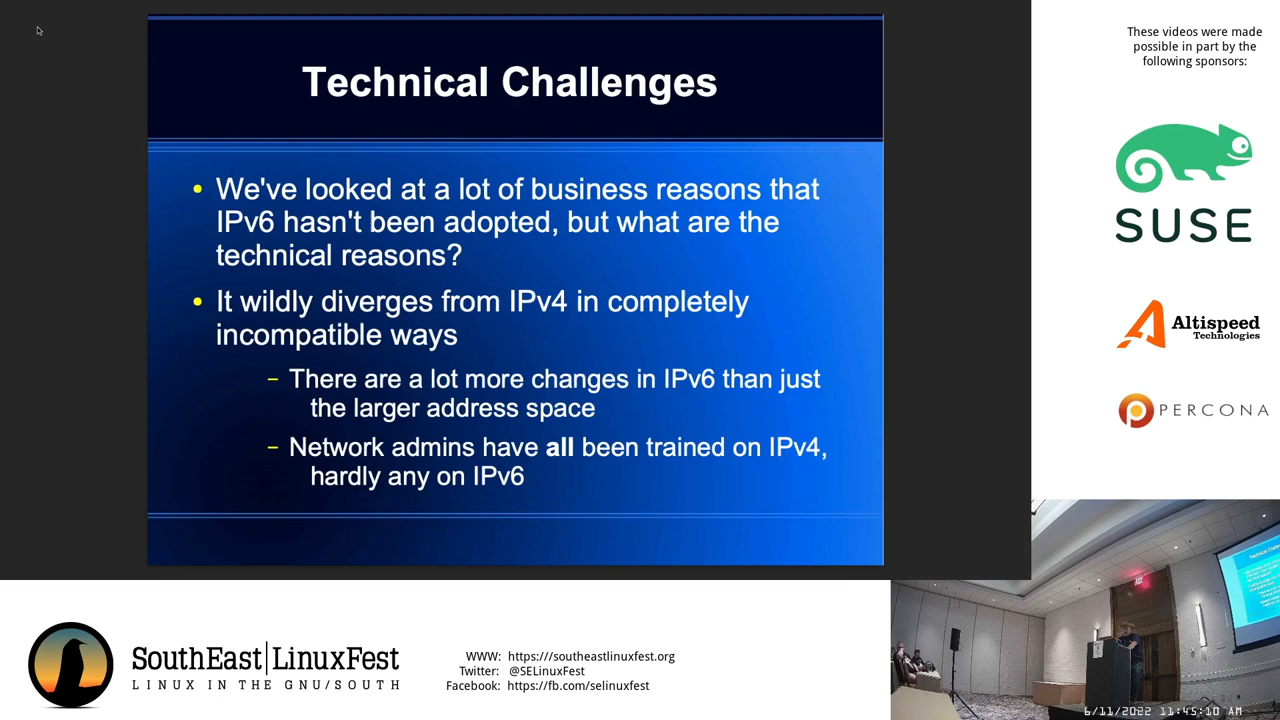 Technical Challenges
• We've looked at a lot of business reasons that
IPv6 hasn't been adopted, but what are the
technical reasons?
• It wildly diverges from IPv4 in completely
incompatible ways
– There are a lot more changes in IPv6 than just
the larger address space
– Network admins have all been trained on IPv4,
hardly any on IPv6
These videos were made
possible in part by the
following sponsors:
SUSE
Altispeed
Technologies
PERCONA
SouthEast|LinuxFest
LINUX IN THE GNU/SOUTH
WWW: https://southeastlinuxfest.org
Twitter: @SELinuxFest
Facebook: https://fb.com/selinuxfest
Technical Challenges
6/11/2022 11:45:10 AM